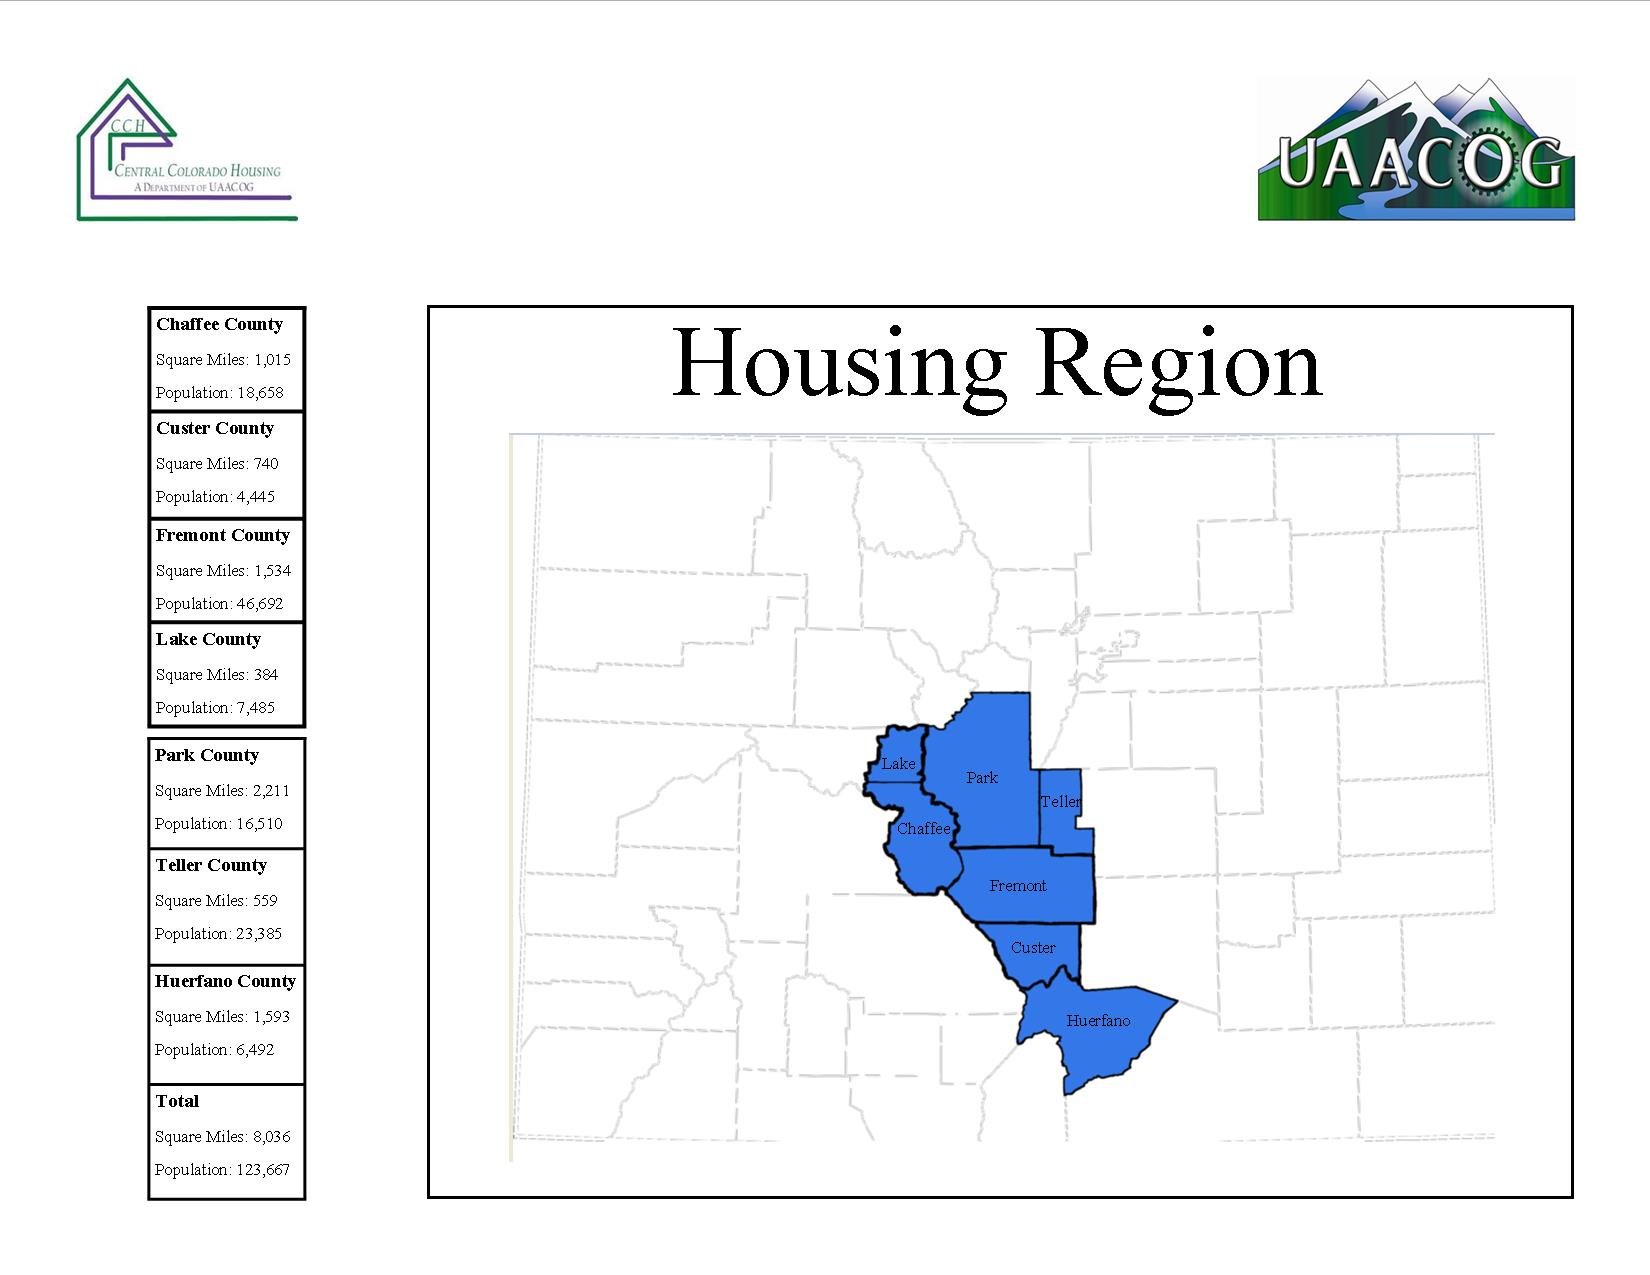 CCH
CENTRAL COLORADO HOUSING
A DEPARTMENT OF UAACOG
UAACOG
Chaffee County
Square Miles: 1,015
Population: 18,658
Custer County
Square Miles: 740
Population: 4,445
Fremont County
Square Miles: 1,534
Population: 46,692
Lake County
Square Miles: 384
Population: 7,485
Park County
Square Miles: 2,211
Population: 16,510
Teller County
Square Miles: 559
Population: 23,385
Huerfano County
Square Miles: 1,593
Population: 6,492
Total
Square Miles: 8,036
Population: 123,667
Housing Region
Lake
Park
Teller
Chaffee
Fremont
Custer
Huerfano